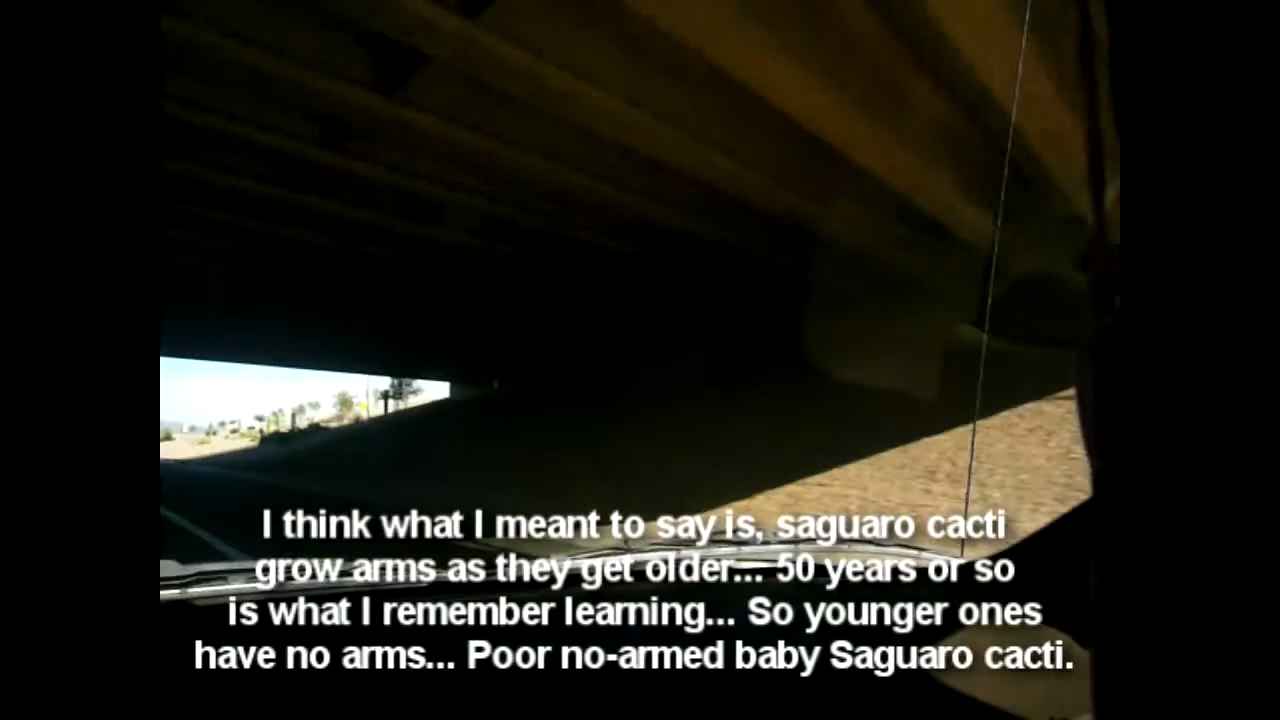 I think what I meant to say is, saguaro cacti
grow arms as they get older... 50 years or so
is what I remember learning... So younger ones
have no arms... Poor no-armed baby Saguaro cacti.